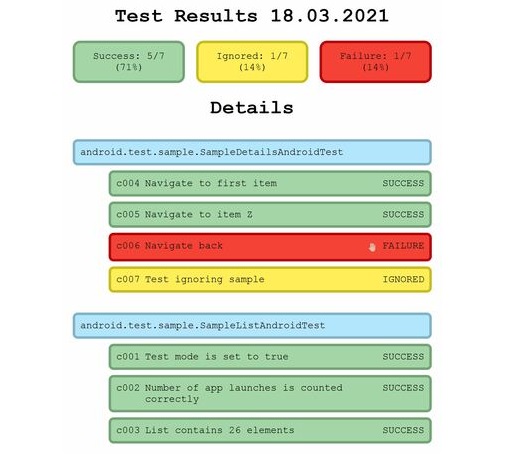 Test Results 18.03.2021
Success: 5/7
(71%)
Ignored: 1/7
(14%)
Failure: 1/7
(14%)
Details
android.test.sample.SampleDetailsAndroidTest
c004 Navigate to first item SUCCESS
c005 Navigate to item Z SUCCESS
c006 Navigate back FAILURE
c007 Test ignoring sample IGNORED
android.test.sample.SampleListAndroidTest
c001 Test mode is set to true SUCCESS
c002 Number of app launches is counted SUCCESS
correctly
c003 List contains 26 elements SUCCESS